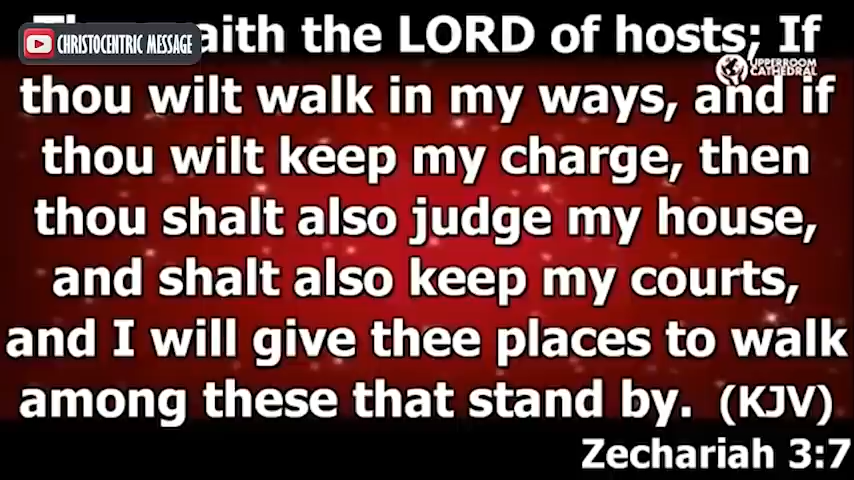 CHRISTOCENTRIC MESSAGE
the LORD of hosts; If
UPPERROOM
CATHEDRAL
thou wilt walk in my ways, and if
thou wilt keep my charge, then
thou shalt also judge my house,
and shalt also keep my courts,
and I will give thee places to walk
among these that stand by. (KJV)
Zechariah 3:7